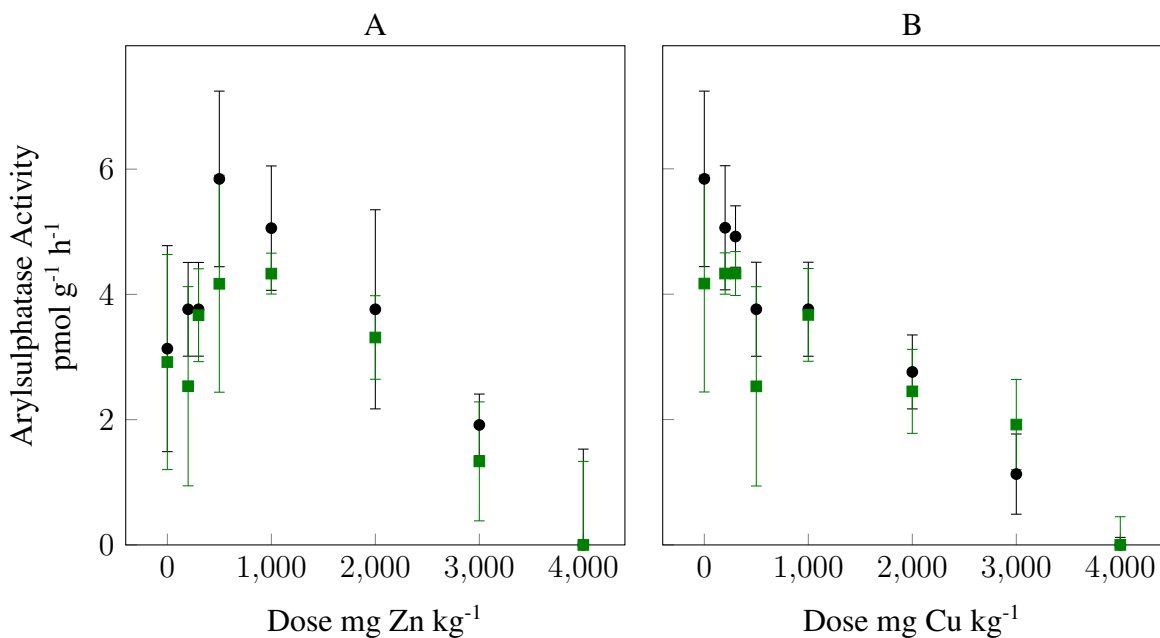 A
B
Arylsulphatase Activity
pmol g⁻¹ h⁻¹
6
4
2
0
0 1,000 2,000 3,000 4,000
0 1,000 2,000 3,000 4,000
Dose mg Zn kg⁻¹
Dose mg Cu kg⁻¹